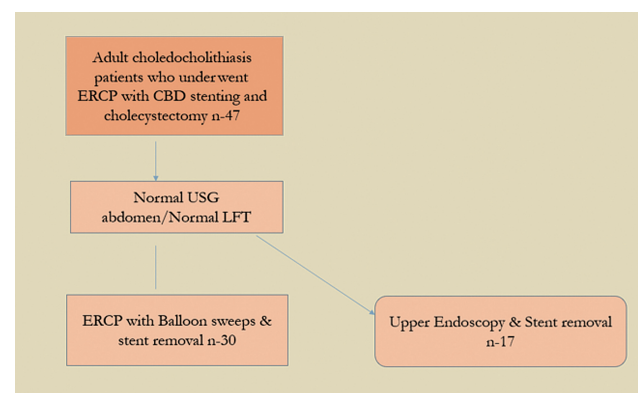 Adult choledocholithiasis
patients who underwent
ERCP with CBD stenting and
cholecystectomy n-47
Normal USG
abdomen/Normal LFT
ERCP with Balloon sweeps &
stent removal n-30
Upper Endoscopy & Stent removal
n-17